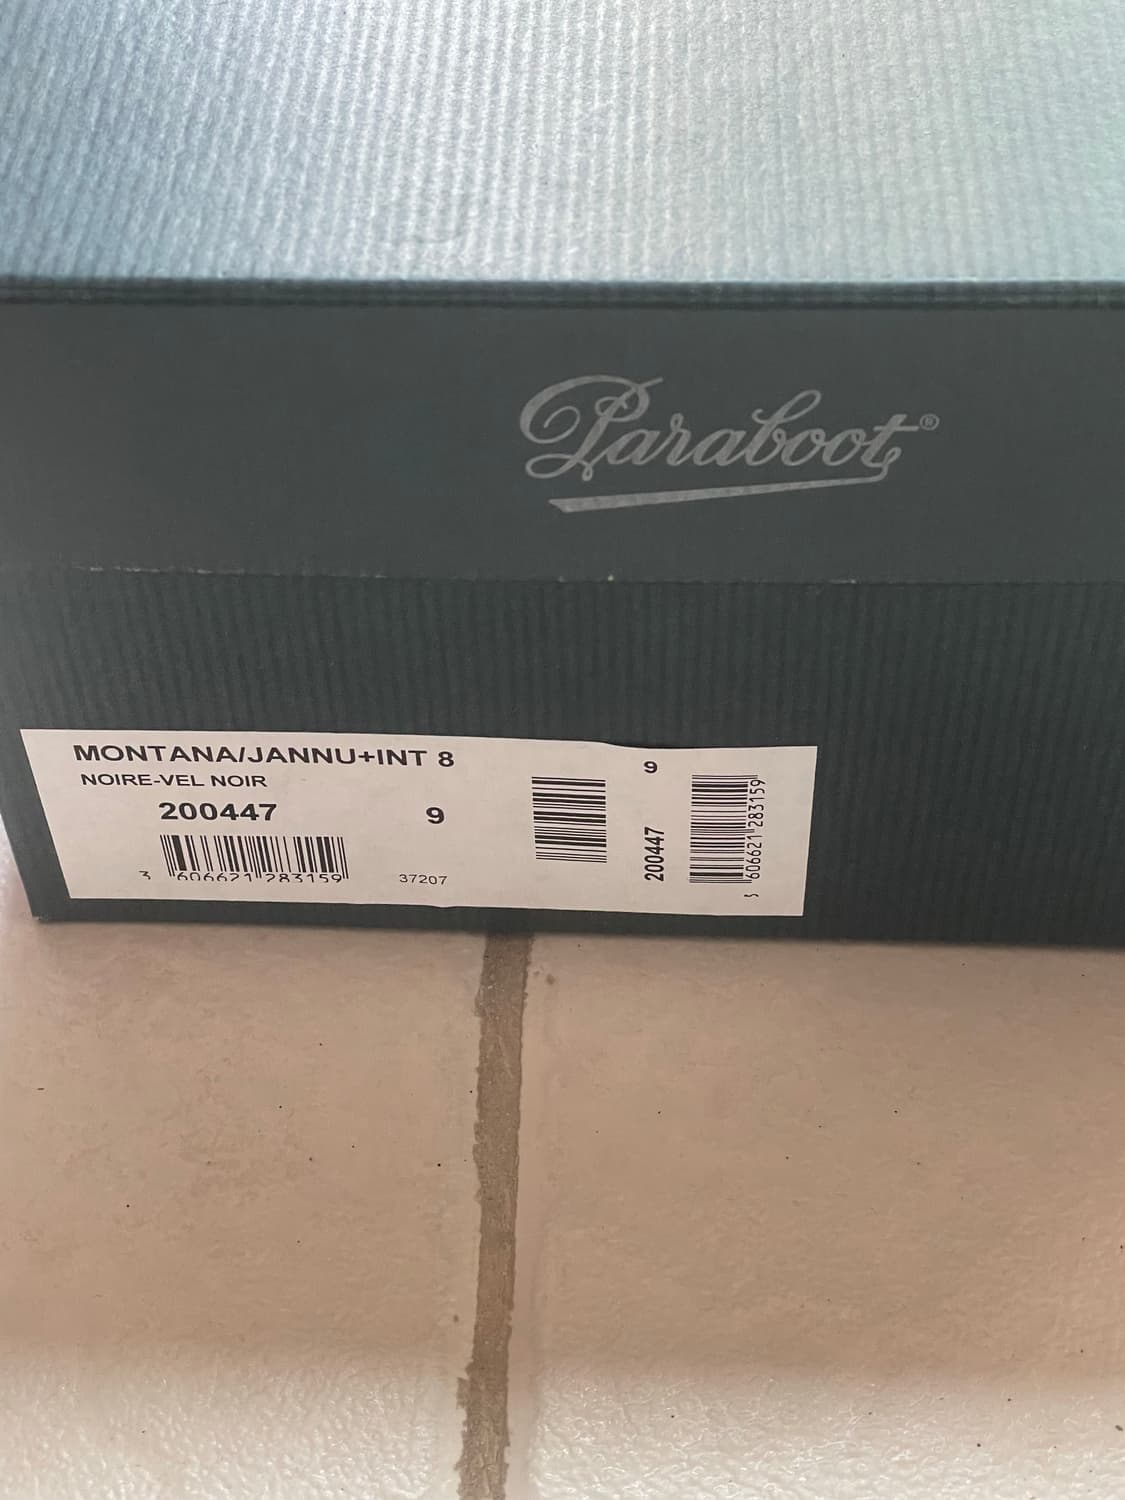 Paraboot®
MONTANA/JANNU+INT 8
NOIRE-VEL NOIR
200447
9
3 606621 283159
37207
9
200447
3 606621 283159